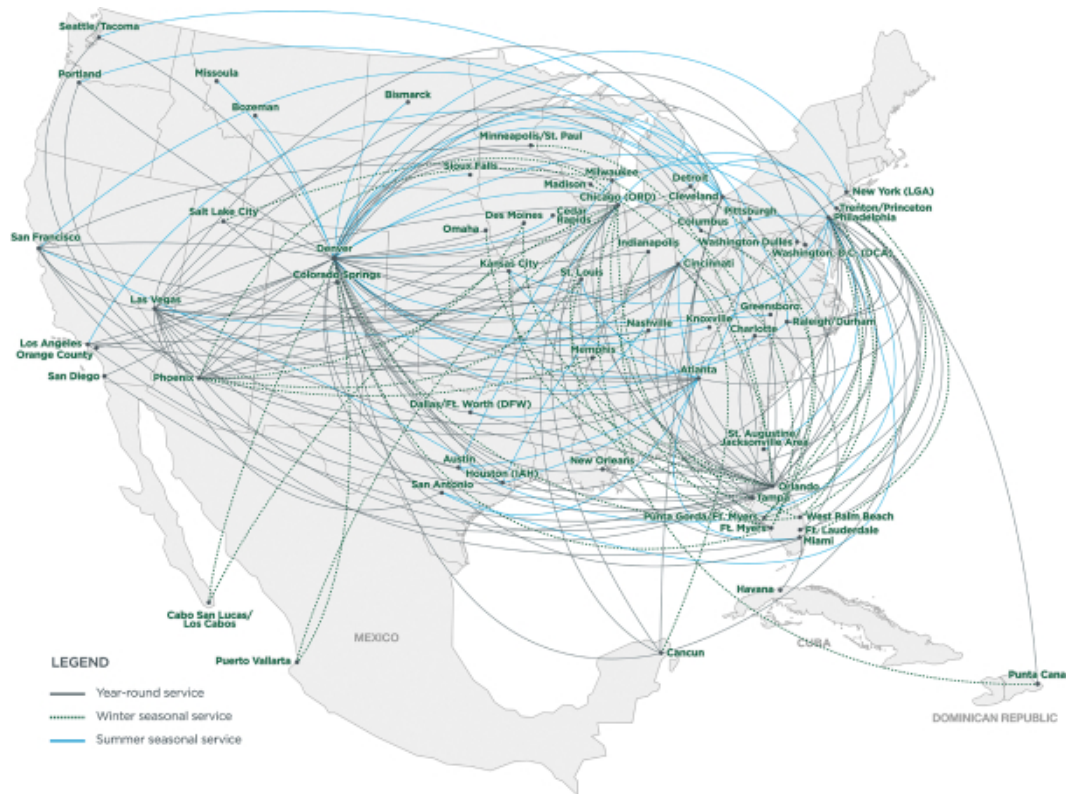 Seattle/Tacoma
Portland
Missoula
Bozeman
Bismarck
Minneapolis/St. Paul
Sioux Falls
Milwaukee
Madison
Chicago (ORD)
Detroit
Cleveland
New York (LGA)
Trenton/Princeton
Philadelphia
Pittsburgh
Columbus
Salt Lake City
Des Moines
Cedar
Rapids
Omaha
Indianapolis
Washington Dulles
Washington, D.C. (DCA)
San Francisco
Denver
Colorado Springs
Kansas City
St. Louis
Cincinnati
Las Vegas
Greensboro
Nashville
Knoxville
Raleigh/Durham
Charlotte
Los Angeles
Orange County
San Diego
Phoenix
Memphis
Atlanta
Dallas/Ft. Worth (DFW)
St. Augustine/
Jacksonville Area
Austin
Houston (IAH)
San Antonio
New Orleans
Orlando
Tampa
Punta Gorda/Ft. Myers
Ft. Myers
West Palm Beach
Ft. Lauderdale
Miami
Havana
Cabo San Lucas/
Los Cabos
MEXICO
CUBA
Puerto Vallarta
Cancun
Punta Cana
DOMINICAN REPUBLIC
LEGEND
Year-round service
Winter seasonal service
Summer seasonal service